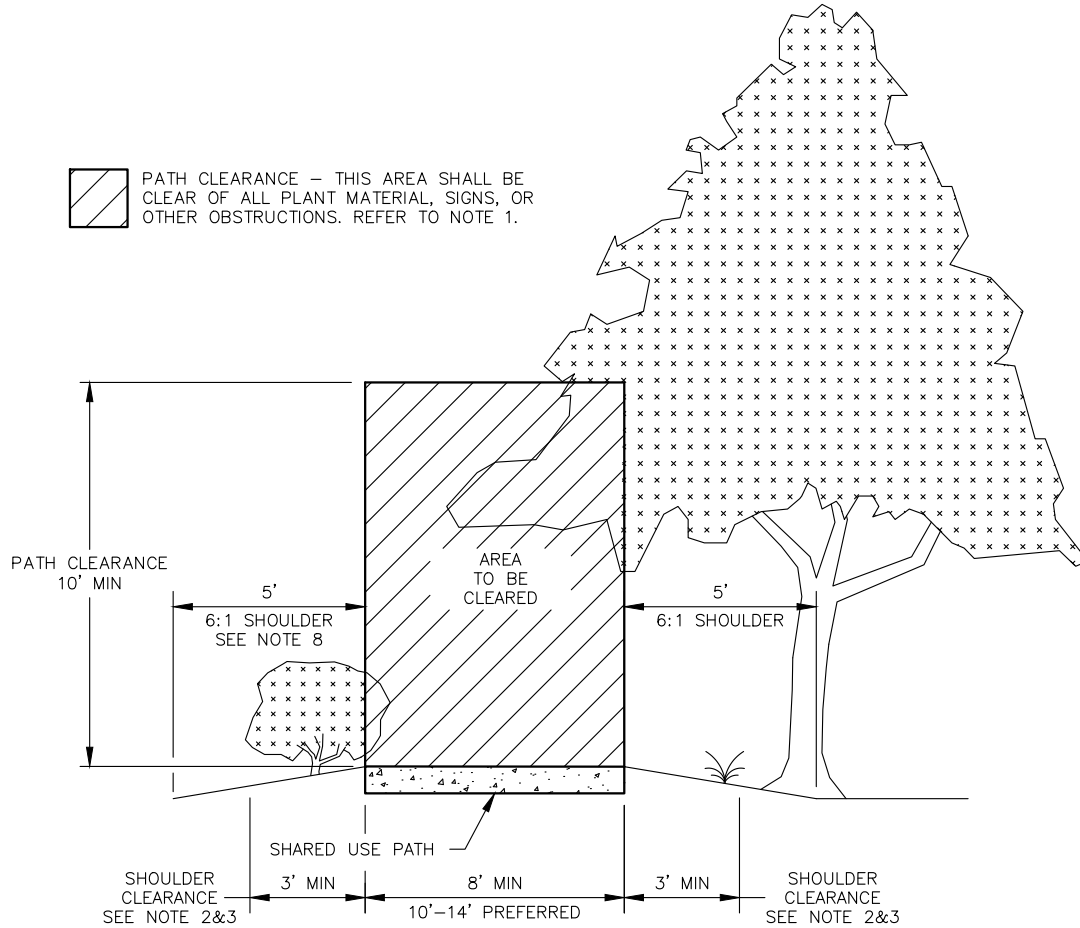 PATH CLEARANCE – THIS AREA SHALL BE
CLEAR OF ALL PLANT MATERIAL, SIGNS, OR
OTHER OBSTRUCTIONS. REFER TO NOTE 1.
PATH CLEARANCE
10' MIN
AREA
TO BE
CLEARED
5'
6:1 SHOULDER
SEE NOTE 8
5'
6:1 SHOULDER
SHARED USE PATH
SHOULDER
CLEARANCE
SEE NOTE 2&3
3' MIN
8' MIN
10'–14' PREFERRED
3' MIN
SHOULDER
CLEARANCE
SEE NOTE 2&3